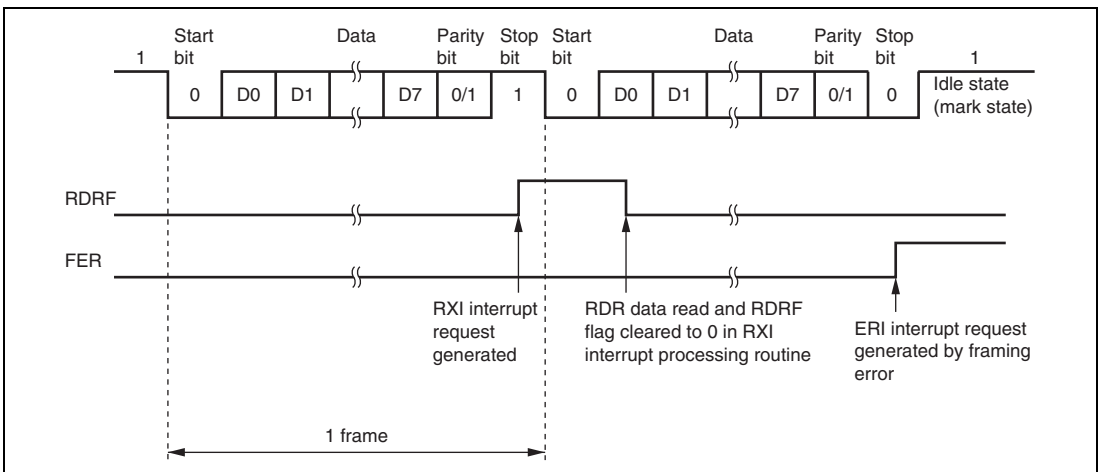 Start bit
Data
Parity bit
Stop bit
Start bit
Data
Parity bit
Stop bit
1
1
0
D0
D1
D7
0/1
1
0
D0
D1
D7
0/1
0
Idle state
(mark state)
RDRF
FER
RXI interrupt
request
generated
RDR data read and RDRF
flag cleared to 0 in RXI
interrupt processing routine
ERI interrupt request
generated by framing
error
1 frame